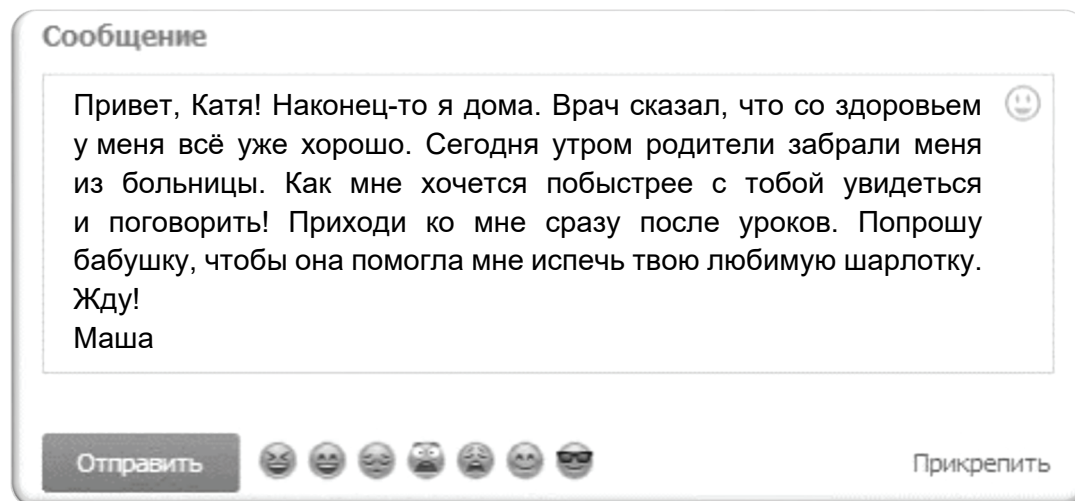 Сообщение
Привет, Катя! Наконец-то я дома. Врач сказал, что со здоровьем
у меня всё уже хорошо. Сегодня утром родители забрали меня
из больницы. Как мне хочется побыстрее с тобой увидеться
и поговорить! Приходи ко мне сразу после уроков. Попрошу
бабушку, чтобы она помогла мне испечь твою любимую шарлотку.
Жду!
Маша
Отправить
Прикрепить